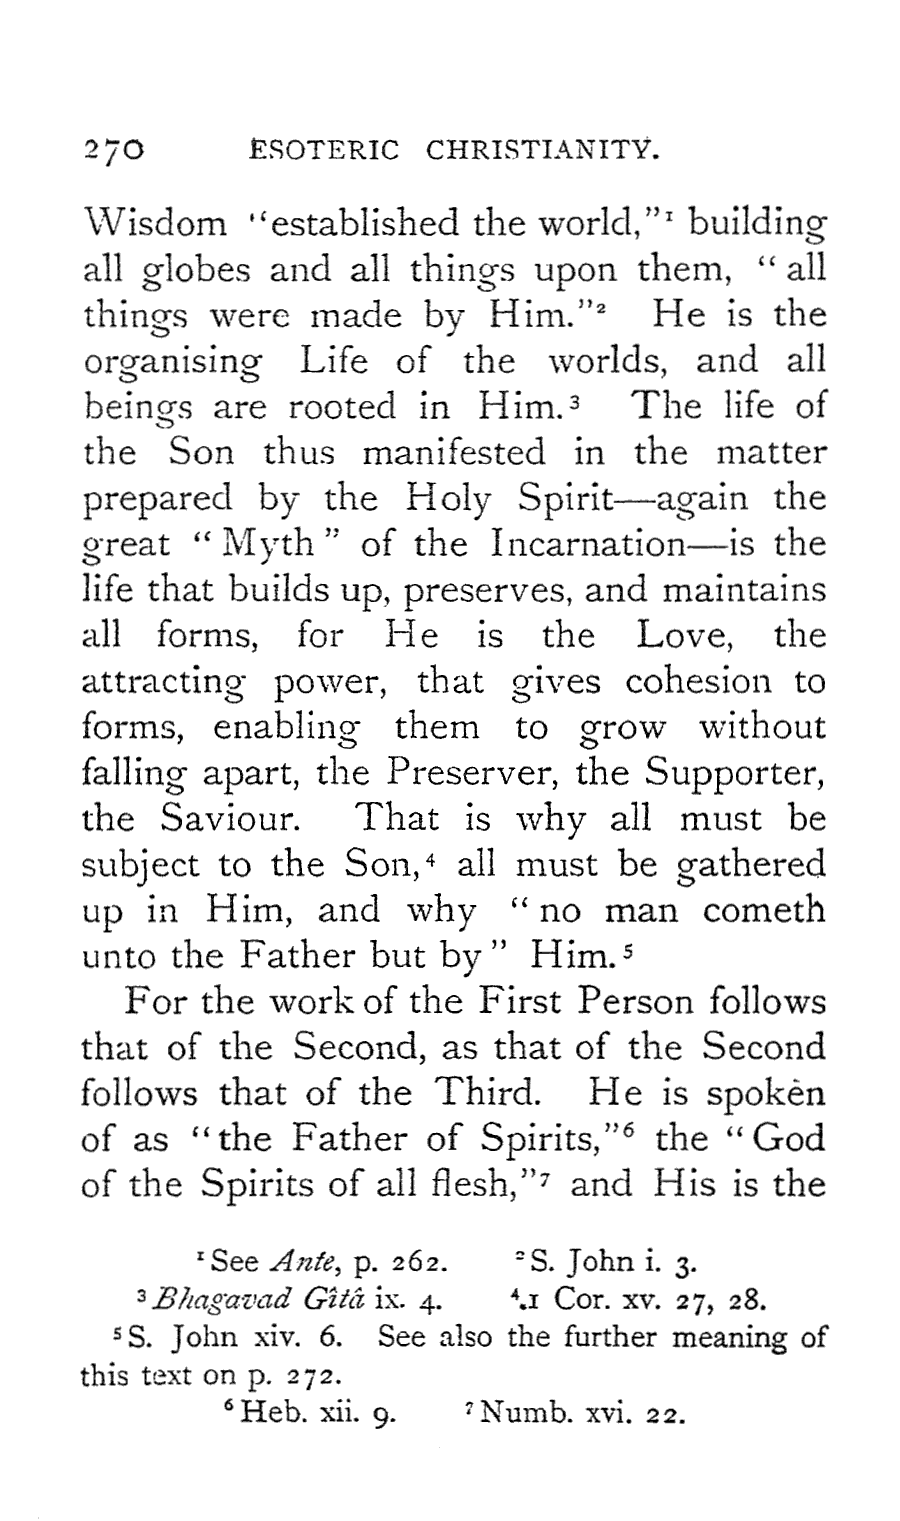 270 ESOTERIC CHRISTIANITY.
Wisdom "established the world,"¹ building
all globes and all things upon them, "all
things were made by Him."² He is the
organising Life of the worlds, and all
beings are rooted in Him.³ The life of
the Son thus manifested in the matter
prepared by the Holy Spirit—again the
great "Myth" of the Incarnation—is the
life that builds up, preserves, and maintains
all forms, for He is the Love, the
attracting power, that gives cohesion to
forms, enabling them to grow without
falling apart, the Preserver, the Supporter,
the Saviour. That is why all must be
subject to the Son,⁴ all must be gathered
up in Him, and why "no man cometh
unto the Father but by" Him.⁵
For the work of the First Person follows
that of the Second, as that of the Second
follows that of the Third. He is spoken
of as "the Father of Spirits,"⁶ the "God
of the Spirits of all flesh,"⁷ and His is the
¹ See Ante, p. 262. ² S. John i. 3.
³ Bhagavad Gîtâ ix. 4. ⁴ 1 Cor. xv. 27, 28.
⁵ S. John xiv. 6. See also the further meaning of
this text on p. 272.
⁶ Heb. xii. 9. ⁷ Numb. xvi. 22.